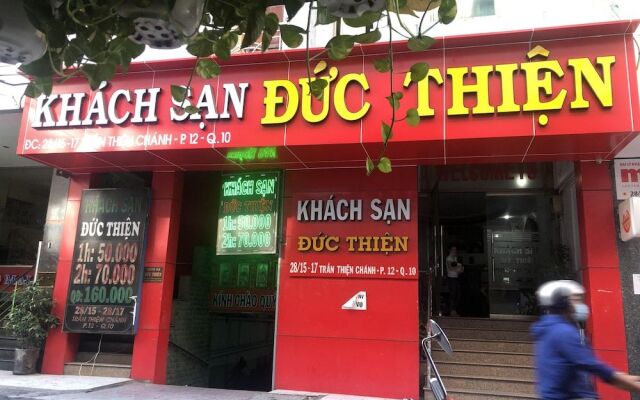 KHÁCH SẠN ĐỨC THIỆN
ĐC. 28/15-17 TRẦN THIỆN CHÁNH - P. 12 - Q. 10
KHÁCH SẠN
ĐỨC THIỆN
1h: 50.000
2h: 70.000
QĐ: 160.000
28/15 - 28/17
TRẦN THIỆN CHÁNH
P.12 - Q. 10
KHÁCH SẠN
ĐỨC THIỆN
1h: 50.000
2h: 70.000
KÍNH CHÀO QUÝ
KHÁCH SẠN
ĐỨC THIỆN
28/15 - 17 TRẦN THIỆN CHÁNH - P. 12 - Q. 10
WELCOME TO